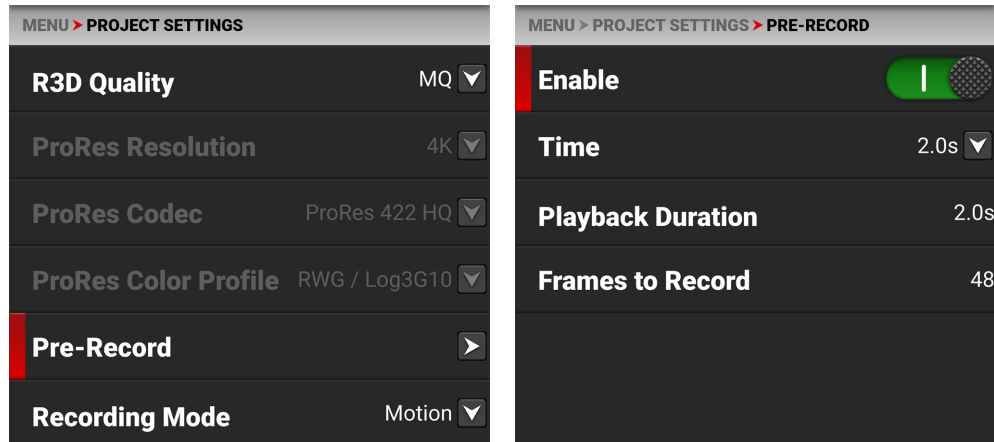 MENU PROJECT SETTINGS
R3D Quality MQ
ProRes Resolution 4K
ProRes Codec ProRes 422 HQ
ProRes Color Profile RWG / Log3G10
Pre-Record
Recording Mode Motion
MENU PROJECT SETTINGS PRE-RECORD
Enable
Time 2.0s
Playback Duration 2.0s
Frames to Record 48